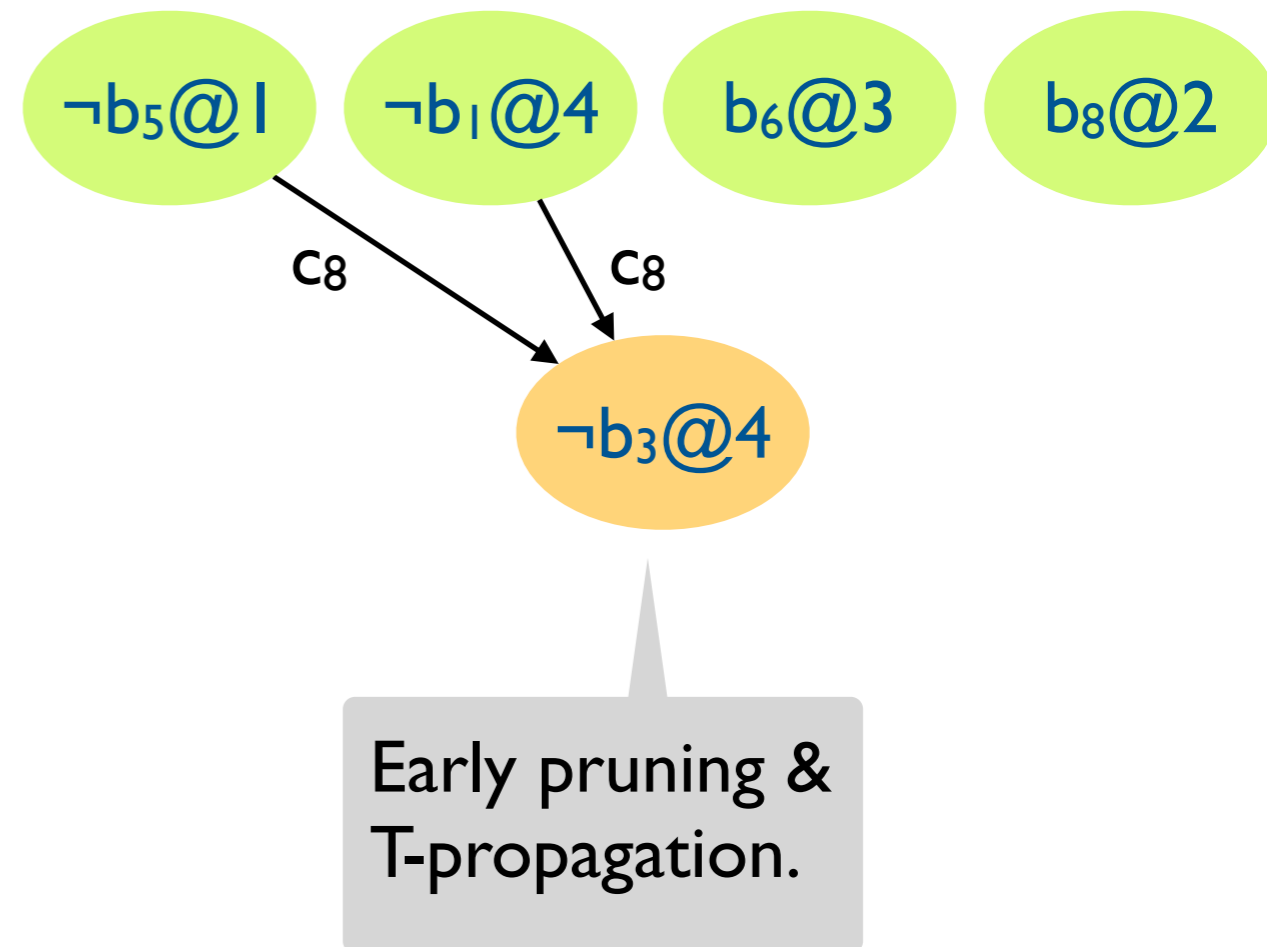 ¬b₅@1 ¬b₁@4 b₆@3 b₈@2
c₈ c₈
¬b₃@4
Early pruning &
T-propagation.